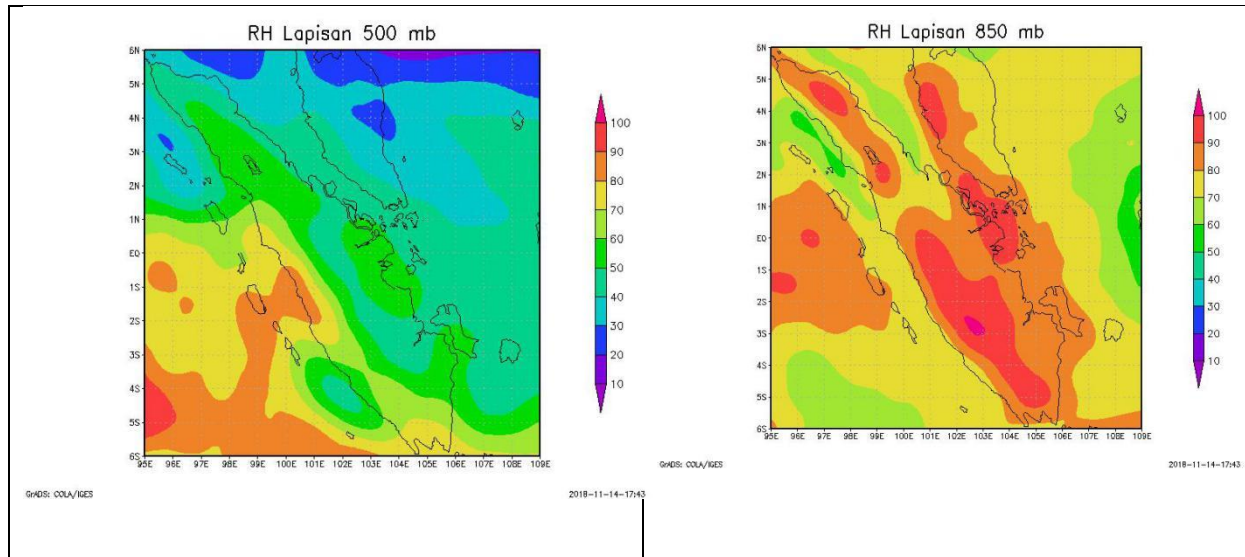 RH Lapisan 500 mb
6N
5N
4N
3N
2N
1N
EQ
1S
2S
3S
4S
5S
6S
95E 96E 97E 98E 99E 100E 101E 102E 103E 104E 105E 106E 107E 108E 109E
100
90
80
70
60
50
40
30
20
10
GrADS: COLA/IGES
2018-11-14-17:43
RH Lapisan 850 mb
6N
5N
4N
3N
2N
1N
EQ
1S
2S
3S
4S
5S
6S
95E 96E 97E 98E 99E 100E 101E 102E 103E 104E 105E 106E 107E 108E 109E
100
90
80
70
60
50
40
30
20
10
GrADS: COLA/IGES
2018-11-14-17:43